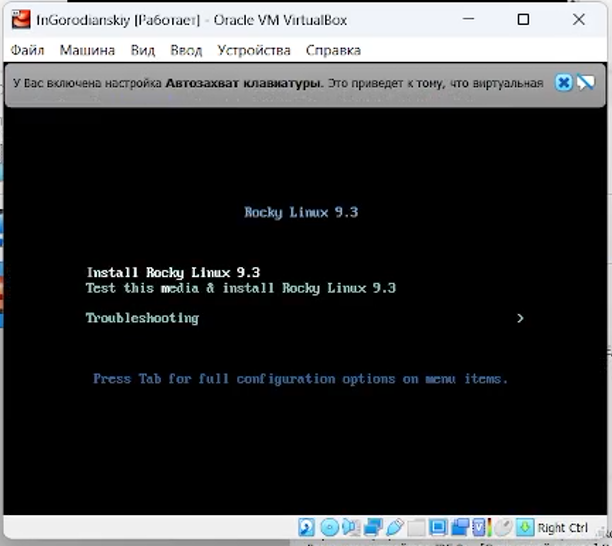 InGorodianskiy [Работает] - Oracle VM VirtualBox
Файл Машина Вид Ввод Устройства Справка
У Вас включена настройка Автозахват клавиатуры. Это приведет к тому, что виртуальная
Rocky Linux 9.3
Install Rocky Linux 9.3
Test this media & install Rocky Linux 9.3
Troubleshooting >
Press Tab for full configuration options on menu items.
Right Ctrl